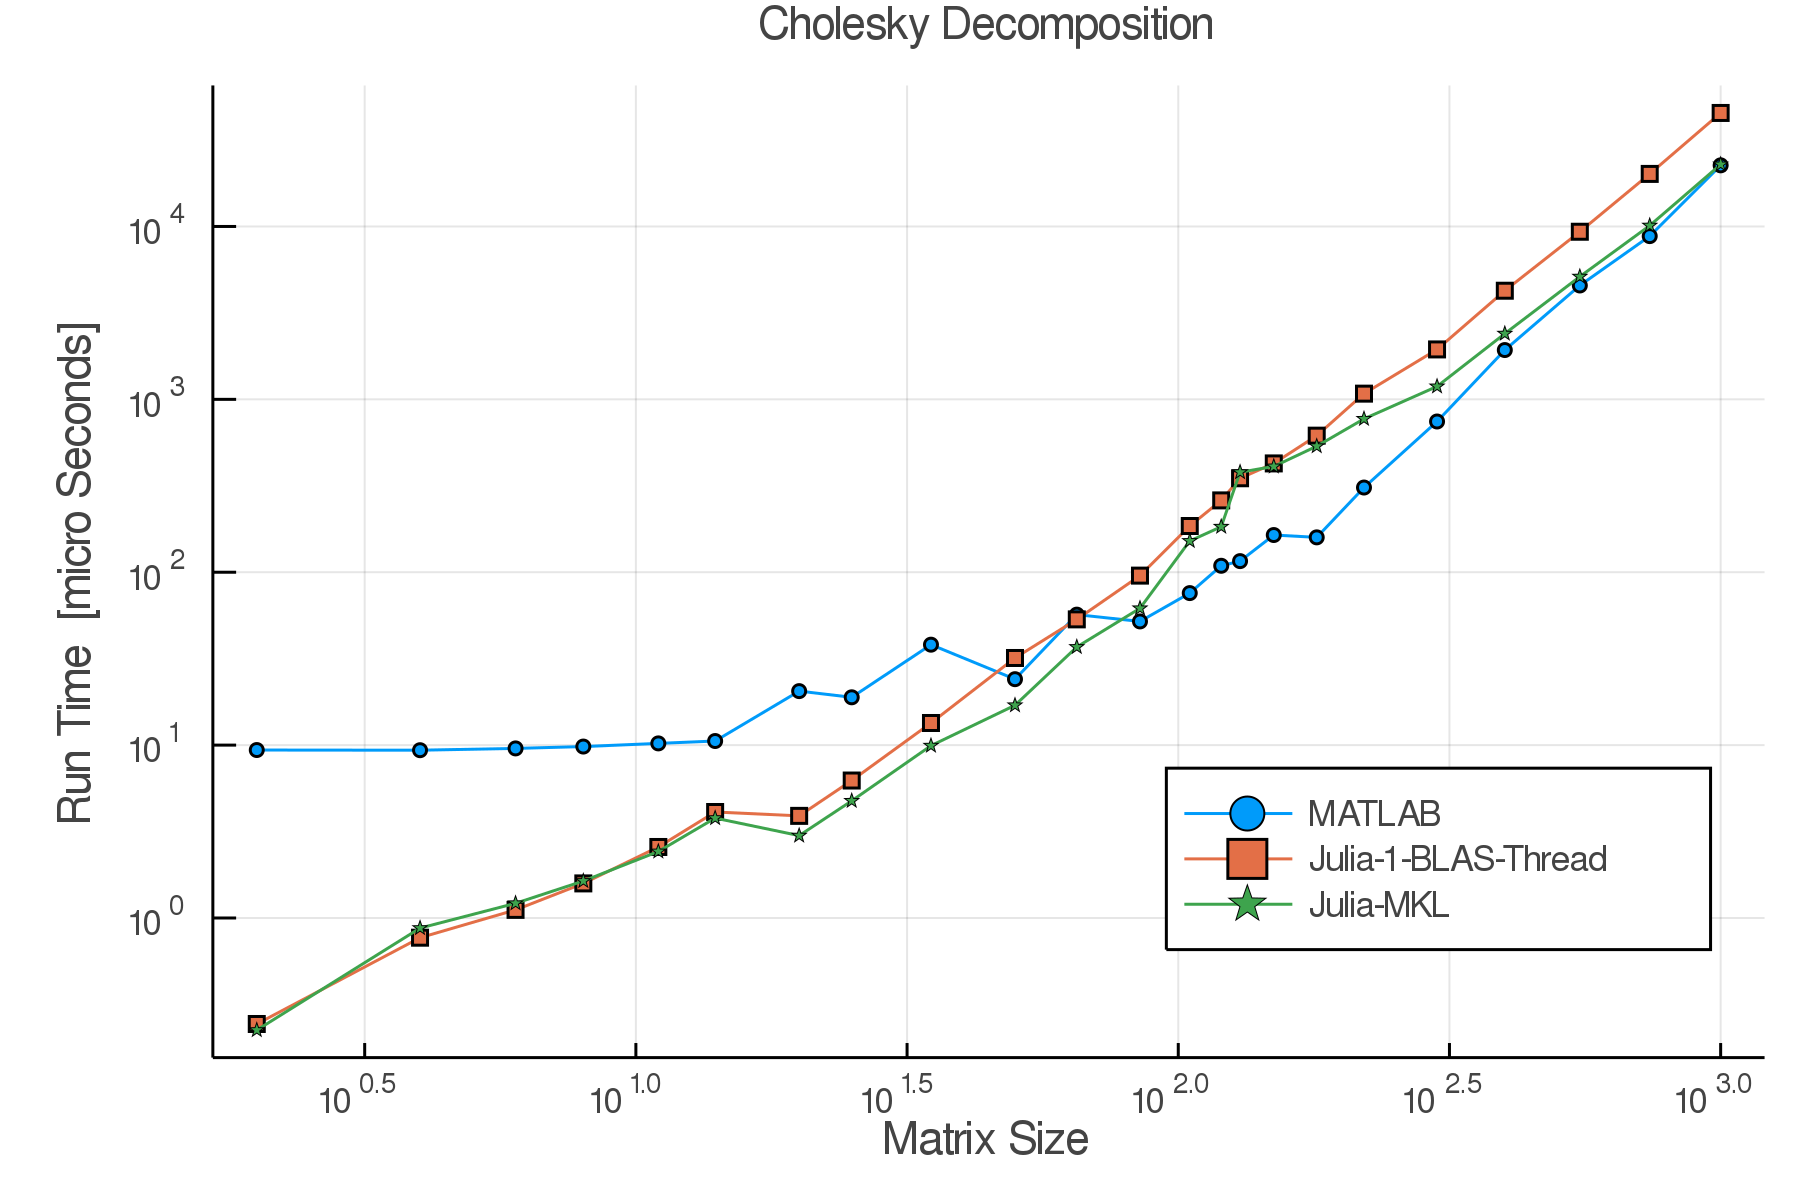 Cholesky Decomposition
Run Time [micro Seconds]
10 4
10 3
10 2
10 1
10 0
MATLAB
Julia-1-BLAS-Thread
Julia-MKL
10 0.5
10 1.0
10 1.5
10 2.0
10 2.5
10 3.0
Matrix Size